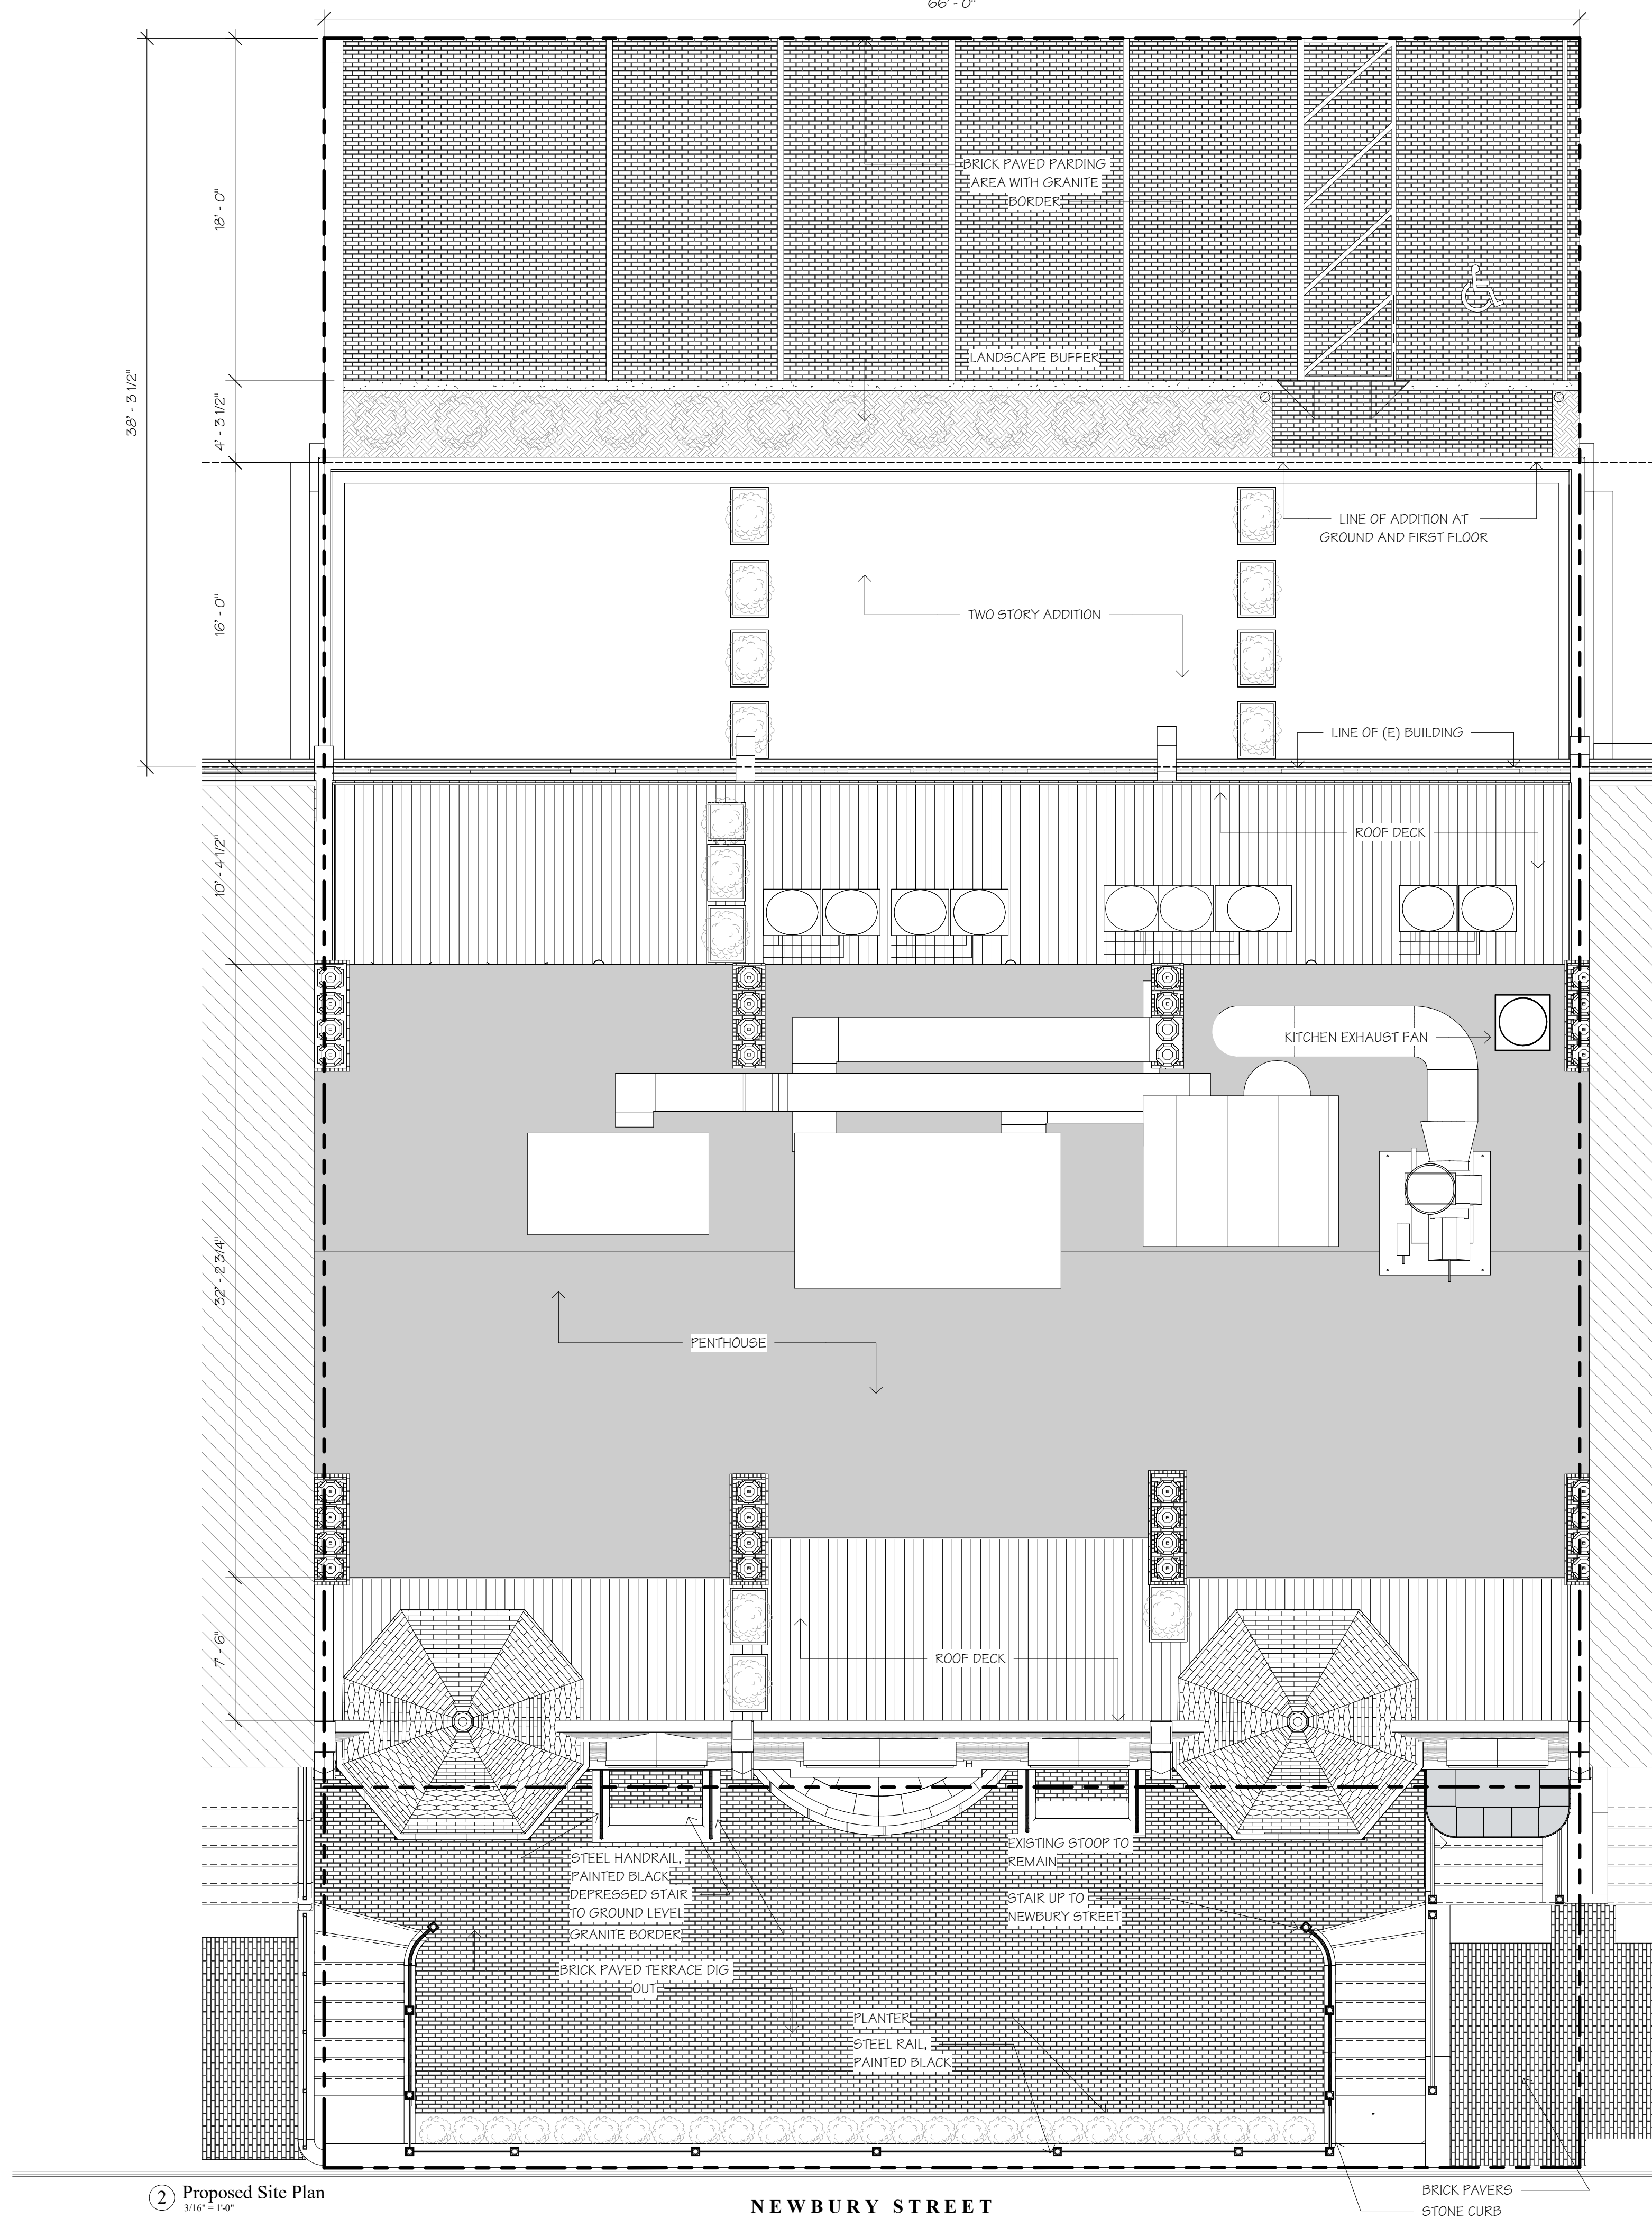 66' - 0"
18' - 0"
38' - 3 1/2"
4' - 3 1/2"
16' - 0"
10' - 4 1/2"
32' - 2 3/4"
7' - 6"
BRICK PAVED PARDING
AREA WITH GRANITE
BORDER
LANDSCAPE BUFFER
LINE OF ADDITION AT
GROUND AND FIRST FLOOR
TWO STORY ADDITION
LINE OF (E) BUILDING
ROOF DECK
KITCHEN EXHAUST FAN
PENTHOUSE
ROOF DECK
STEEL HANDRAIL,
PAINTED BLACK
DEPRESSED STAIR
TO GROUND LEVEL
GRANITE BORDER
EXISTING STOOP TO
REMAIN
STAIR UP TO
NEWBURY STREET
BRICK PAVED TERRACE DIG
OUT
PLANTER
STEEL RAIL,
PAINTED BLACK
BRICK PAVERS
STONE CURB
2 Proposed Site Plan
3/16" = 1'-0"
NEWBURY STREET